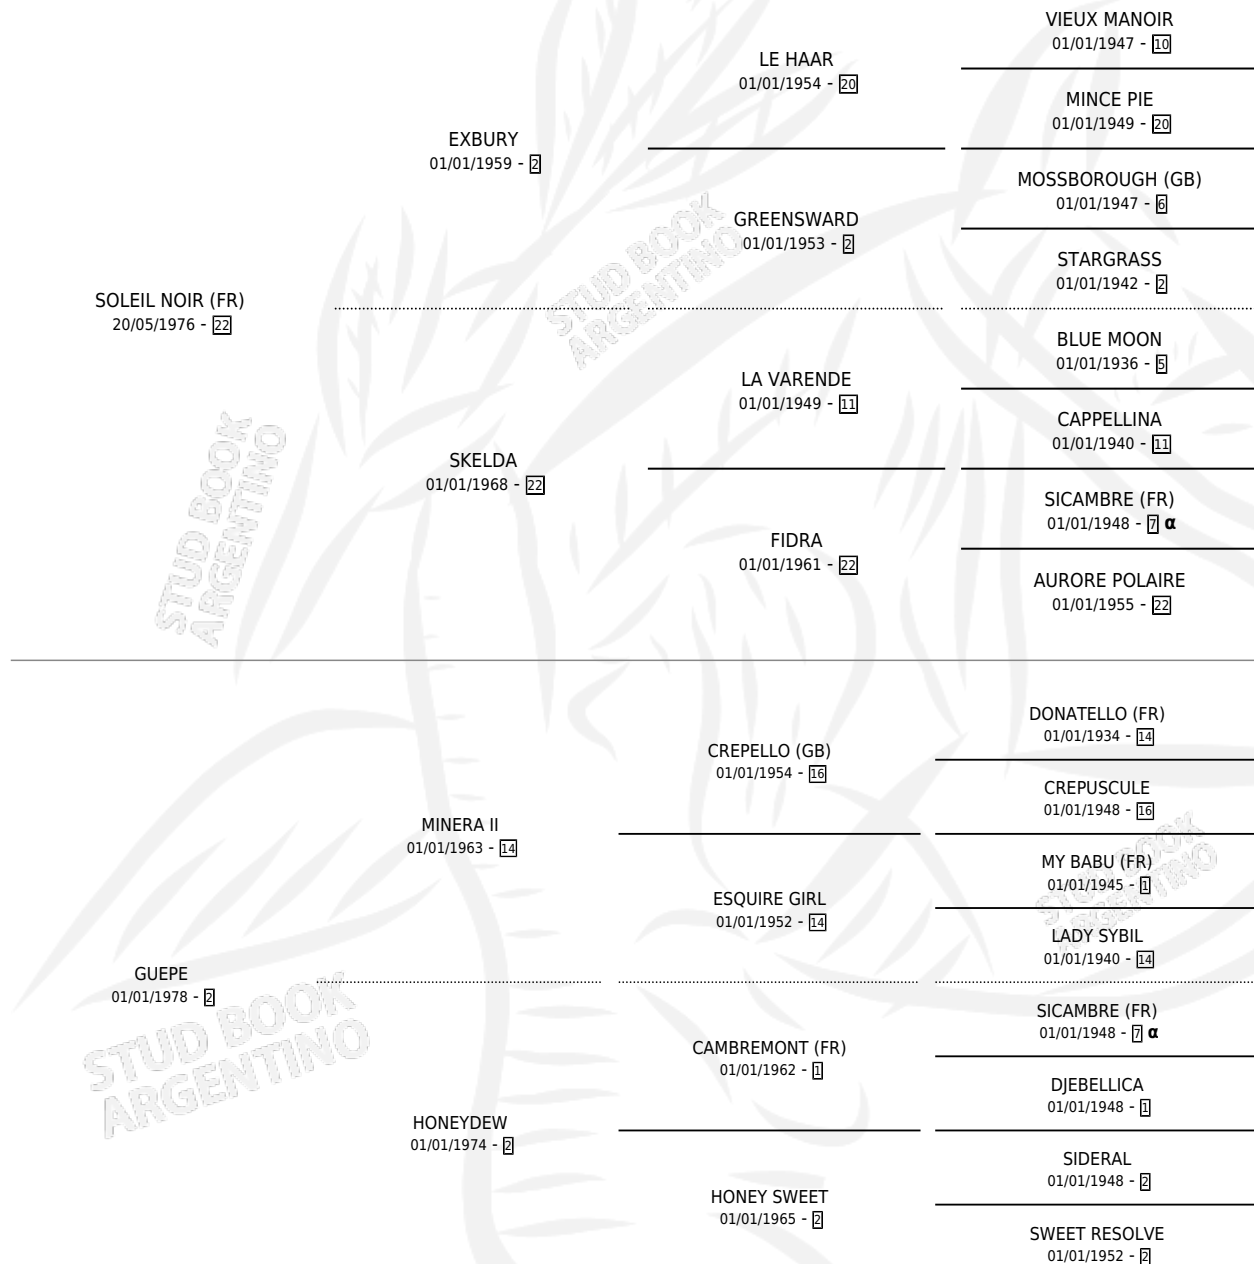 VIEUX MANOIR
01/01/1947 - 10
LE HAAR
01/01/1954 - 20
MINCE PIE
01/01/1949 - 20
EXBURY
01/01/1959 - 2
MOSSBOROUGH (GB)
01/01/1947 - 6
GREENSWARD
01/01/1953 - 2
STARGRASS
01/01/1942 - 2
SOLEIL NOIR (FR)
20/05/1976 - 22
BLUE MOON
01/01/1936 - 5
LA VARENDE
01/01/1949 - 11
CAPPELLINA
01/01/1940 - 11
SKELDA
01/01/1968 - 22
SICAMBRE (FR)
01/01/1948 - 7 α
FIDRA
01/01/1961 - 22
AURORE POLAIRE
01/01/1955 - 22
STUD BOOK
ARGENTINO
STUD BOOK
ARGENTINO
DONATELLO (FR)
01/01/1934 - 14
CREPELLO (GB)
01/01/1954 - 16
CREPUSCULE
01/01/1948 - 16
MINERA II
01/01/1963 - 14
MY BABU (FR)
01/01/1945 - 1
ESQUIRE GIRL
01/01/1952 - 14
LADY SYBIL
01/01/1940 - 14
GUEPE
01/01/1978 - 2
SICAMBRE (FR)
01/01/1948 - 7 α
CAMBREMONT (FR)
01/01/1962 - 1
DJEBELLICA
01/01/1948 - 1
HONEYDEW
01/01/1974 - 2
SIDERAL
01/01/1948 - 2
HONEY SWEET
01/01/1965 - 2
SWEET RESOLVE
01/01/1952 - 2
STUD BOOK
ARGENTINO
STUD BOOK
ARGENTINO